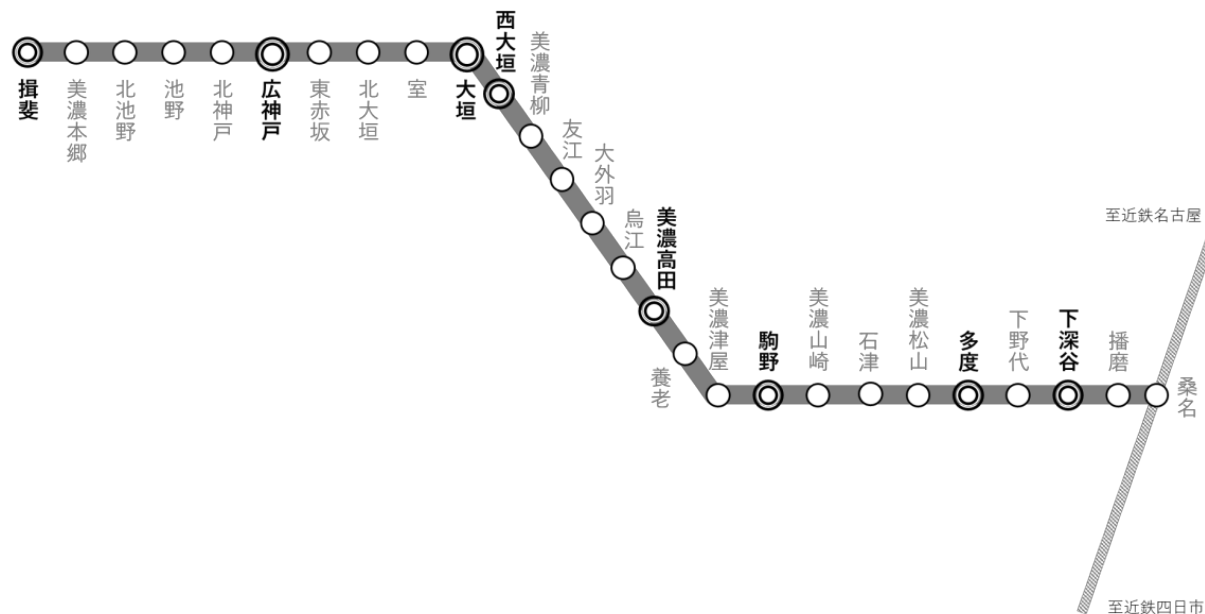 揖斐
美濃本郷
北池野
池野
北神戸
広神戸
東赤坂
北大垣
室
大垣
西大垣
美濃青柳
友江
大外羽
烏江
美濃高田
養老
美濃津屋
駒野
美濃山崎
石津
美濃松山
多度
下野代
下深谷
播磨
桑名
至近鉄名古屋
至近鉄四日市